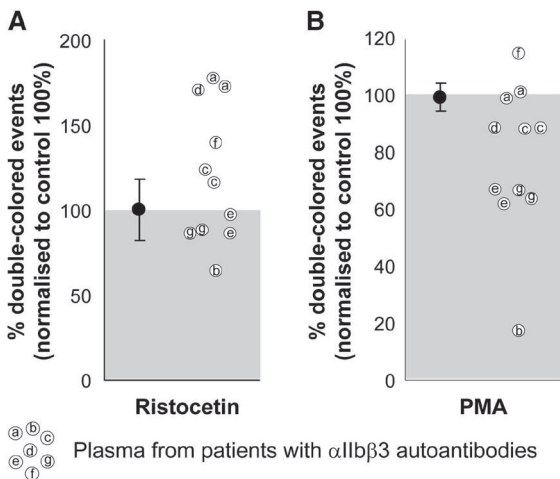 A
% double-colored events
(normalised to control 100%)
200
150
100
50
0
d
a
a
f
c
c
e
g
g
e
b
Ristocetin
B
% double-colored events
(normalised to control 100%)
120
100
80
60
40
20
0
f
a
a
d
c
c
e
g
g
e
b
PMA
a
b
c
d
e
g
f
Plasma from patients with αIIbβ3 autoantibodies